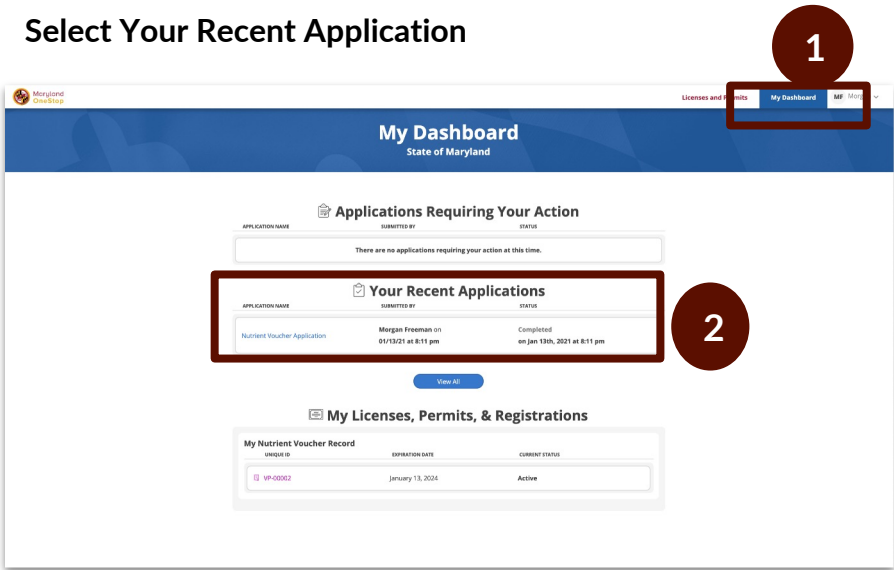 Select Your Recent Application
1
Maryland
OneStop
Licenses and Permits
My Dashboard
MF Morg
My Dashboard
State of Maryland
Applications Requiring Your Action
APPLICATION NAME SUBMITTED BY STATUS
There are no applications requiring your action at this time.
Your Recent Applications
APPLICATION NAME SUBMITTED BY STATUS
Nutrient Voucher Application
Morgan Freeman on
01/13/21 at 8:11 pm
Completed
on Jan 13th, 2021 at 8:11 pm
2
View All
My Licenses, Permits, & Registrations
My Nutrient Voucher Record
UNIQUE ID EXPIRATION DATE CURRENT STATUS
VP-00002 January 13, 2024 Active